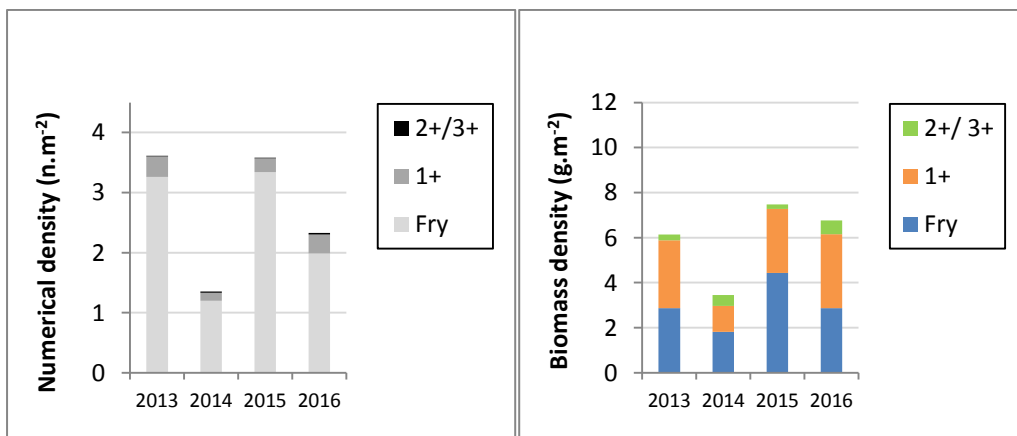 Numerical density (n.m-2)
4
3
2
1
0
2013 2014 2015 2016
2+/3+
1+
Fry
Biomass density (g.m-2)
12
10
8
6
4
2
0
2013 2014 2015 2016
2+/ 3+
1+
Fry